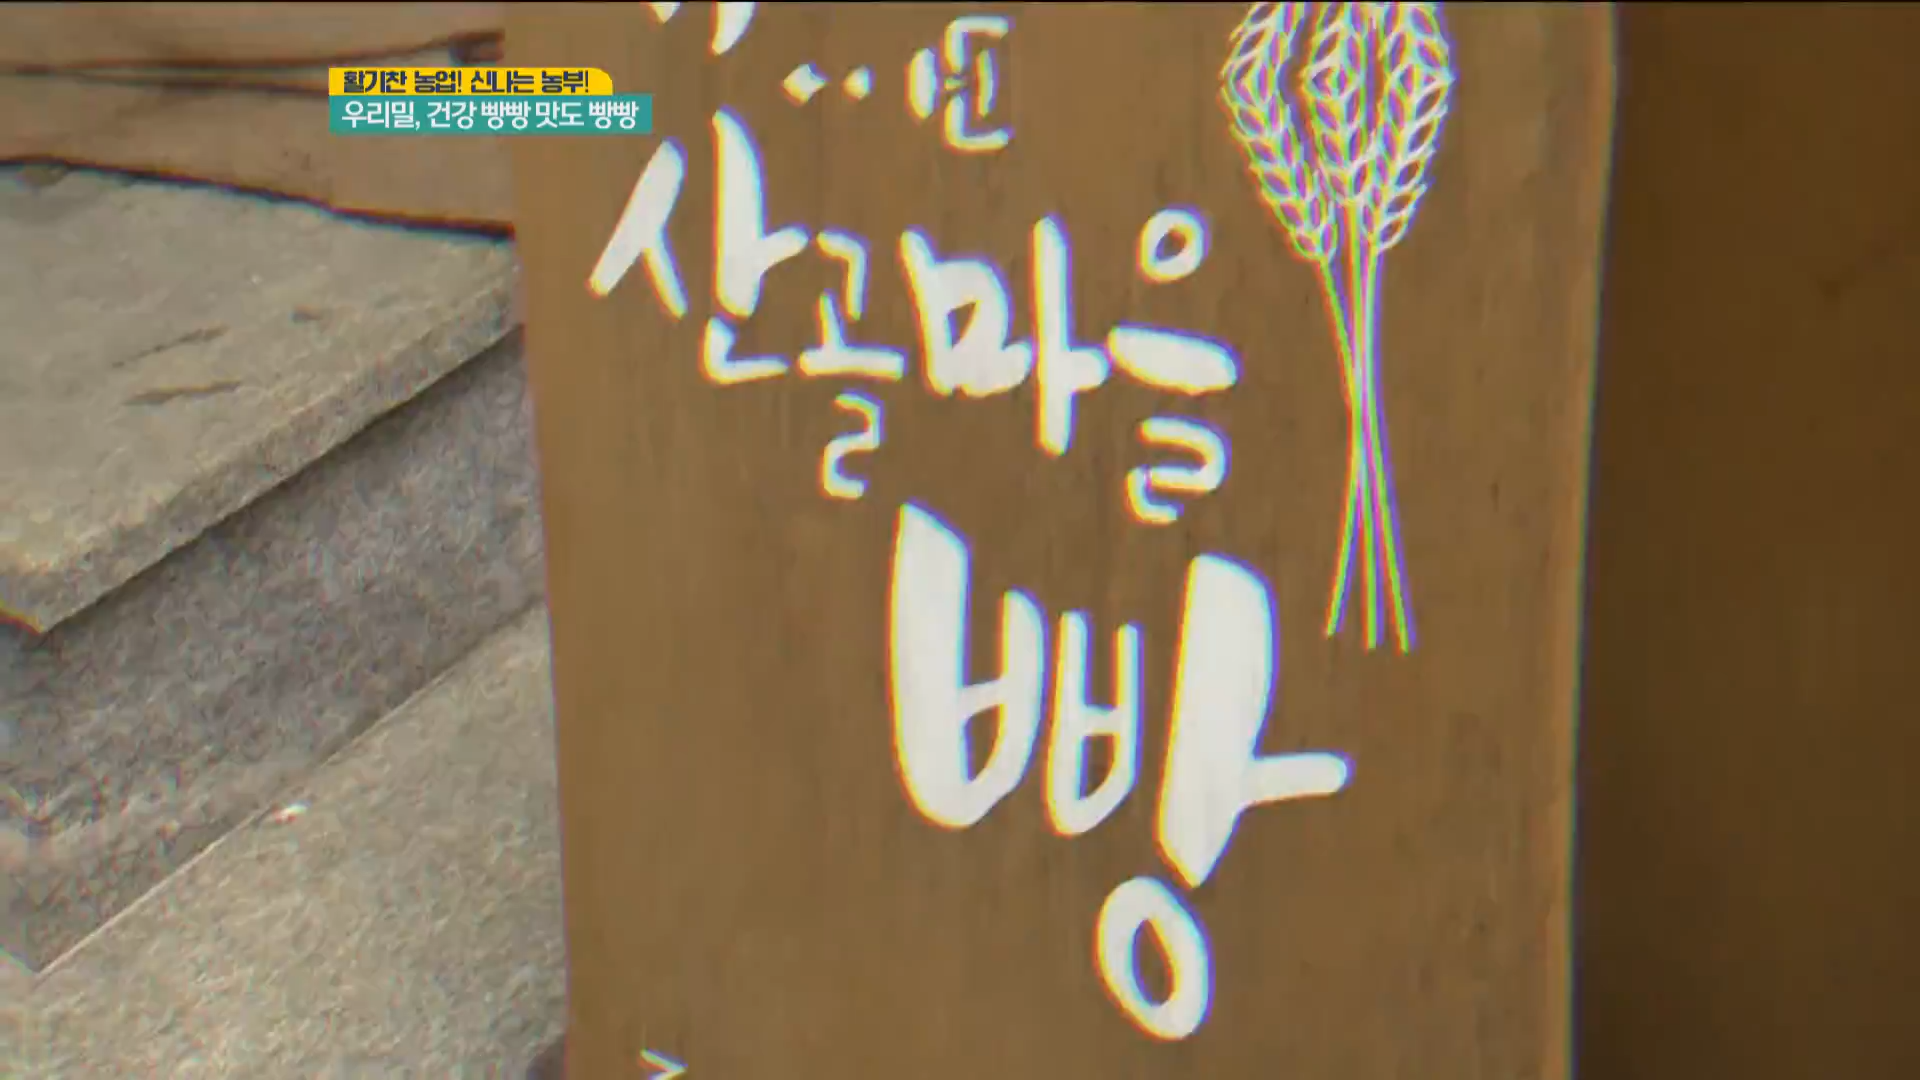 활기찬 농업! 신나는 농부!
우리밀, 건강 빵빵 맛도 빵빵
산골마을
빵